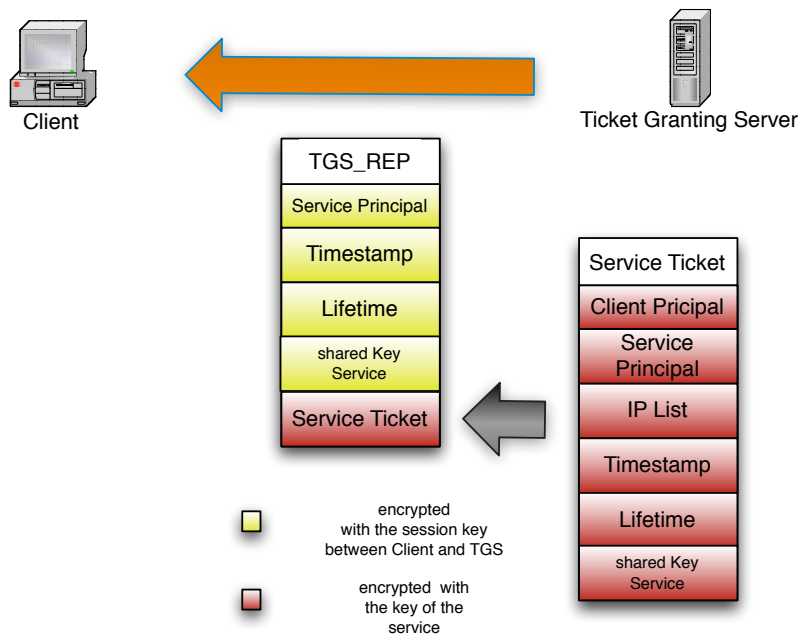 Client
Ticket Granting Server
TGS_REP
Service Principal
Timestamp
Lifetime
shared Key
Service
Service Ticket
Service Ticket
Client Pricipal
Service
Principal
IP List
Timestamp
Lifetime
shared Key
Service
encrypted
with the session key
between Client and TGS
encrypted with
the key of the
service